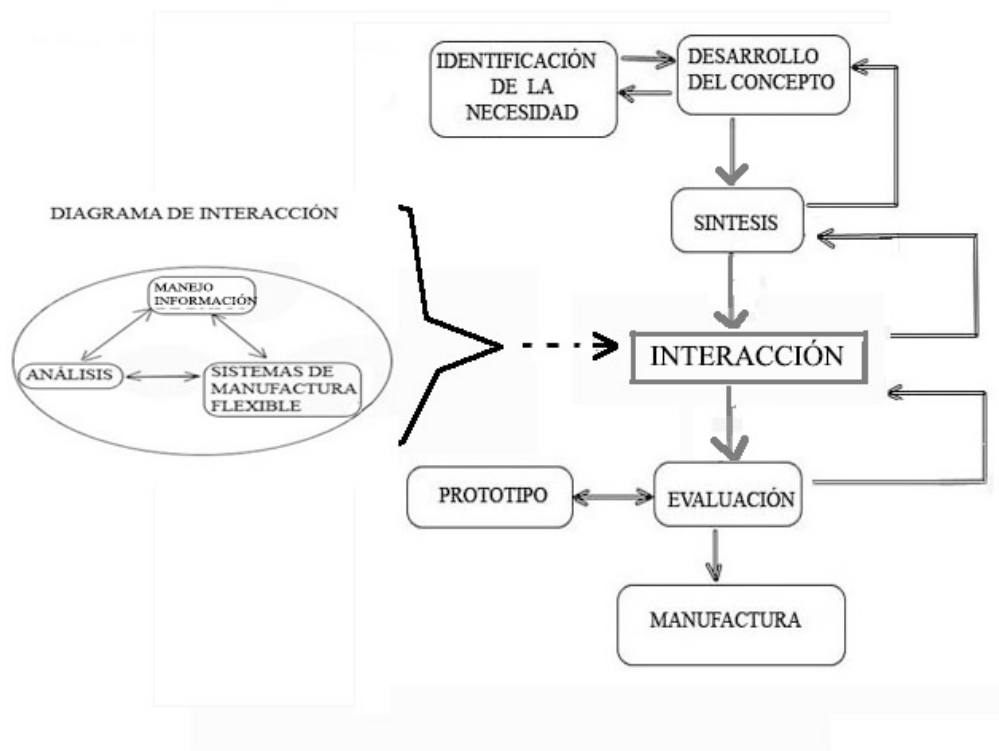 IDENTIFICACIÓN
DE LA
NECESIDAD
DESARROLLO
DEL CONCEPTO
SINTESIS
DIAGRAMA DE INTERACCIÓN
MANEJO
INFORMACIÓN
ANÁLISIS
SISTEMAS DE
MANUFACTURA
FLEXIBLE
INTERACCIÓN
PROTOTIPO
EVALUACIÓN
MANUFACTURA